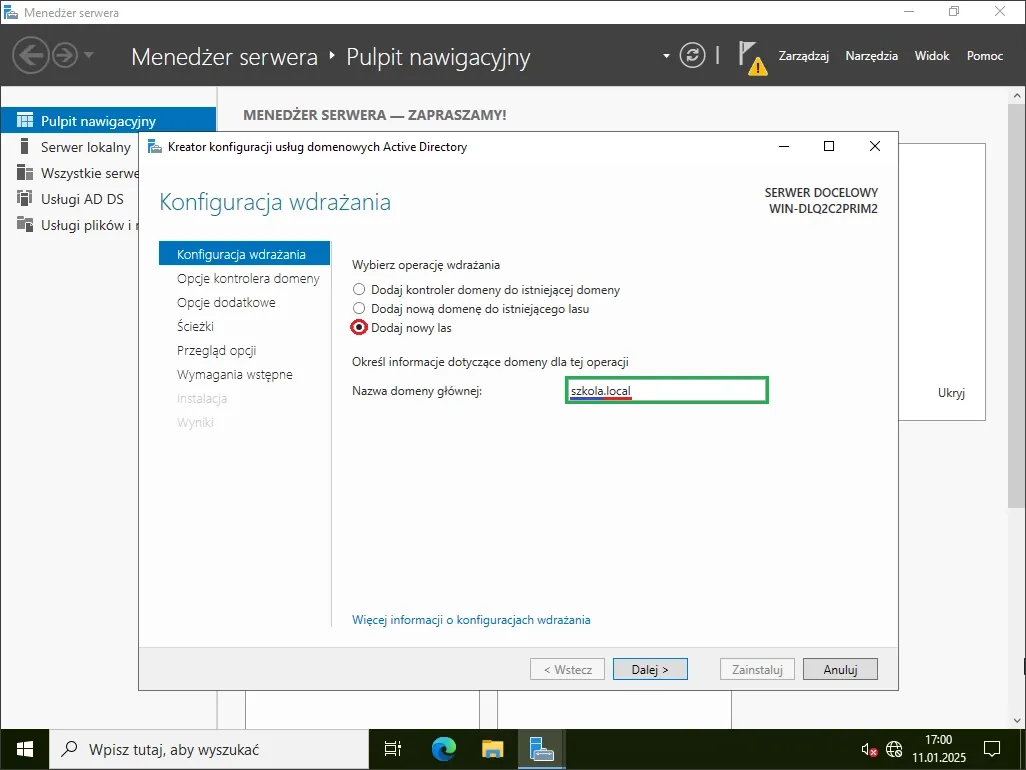 Menedżer serwera
Menedżer serwera
Pulpit nawigacyjny
Zarządzaj
Narzędzia
Widok
Pomoc
Pulpit nawigacyjny
Serwer lokalny
Wszystkie serwe
Usługi AD DS
Usługi plików i r
MENEDŻER SERWERA — ZAPRASZAMY!
Kreator konfiguracji usług domenowych Active Directory
Konfiguracja wdrażania
SERWER DOCELOWY
WIN-DLQ2C2PRIM2
Konfiguracja wdrażania
Opcje kontrolera domeny
Opcje dodatkowe
Ścieżki
Przegląd opcji
Wymagania wstępne
Instalacja
Wyniki
Wybierz operację wdrażania
Dodaj kontroler domeny do istniejącej domeny
Dodaj nową domenę do istniejącego lasu
Dodaj nowy las
Określ informacje dotyczące domeny dla tej operacji
Nazwa domeny głównej:
szkola.local
Więcej informacji o konfiguracjach wdrażania
< Wstecz
Dalej >
Zainstaluj
Anuluj
Ukryj
Wpisz tutaj, aby wyszukać
17:00
11.01.2025